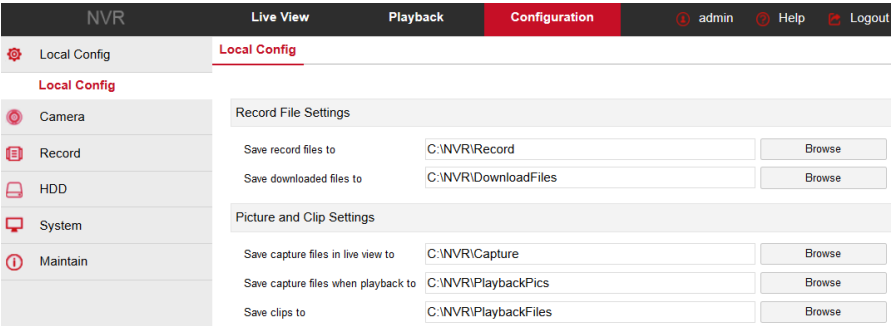 NVR Live View Playback Configuration admin Help Logout
Local Config
Local Config
Camera
Record
HDD
System
Maintain
Local Config
Record File Settings
Save record files to C:\NVR\Record Browse
Save downloaded files to C:\NVR\DownloadFiles Browse
Picture and Clip Settings
Save capture files in live view to C:\NVR\Capture Browse
Save capture files when playback to C:\NVR\PlaybackPics Browse
Save clips to C:\NVR\PlaybackFiles Browse